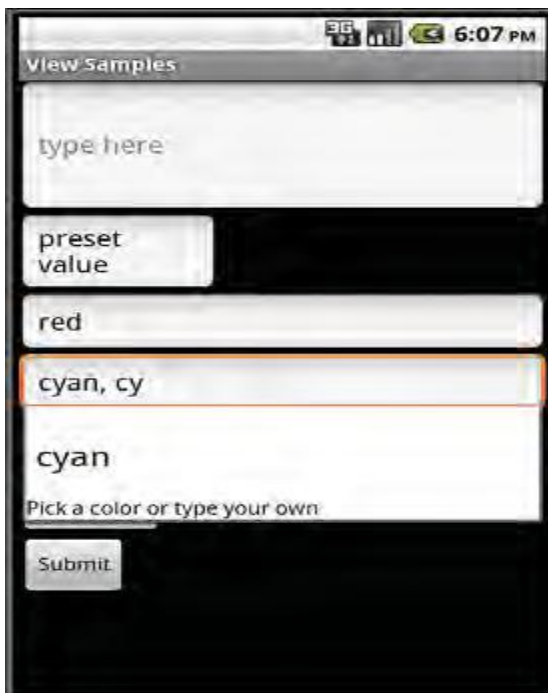 3G 6:07 PM
View Samples
type here
preset
value
red
cyan, cy
cyan
Pick a color or type your own
Submit